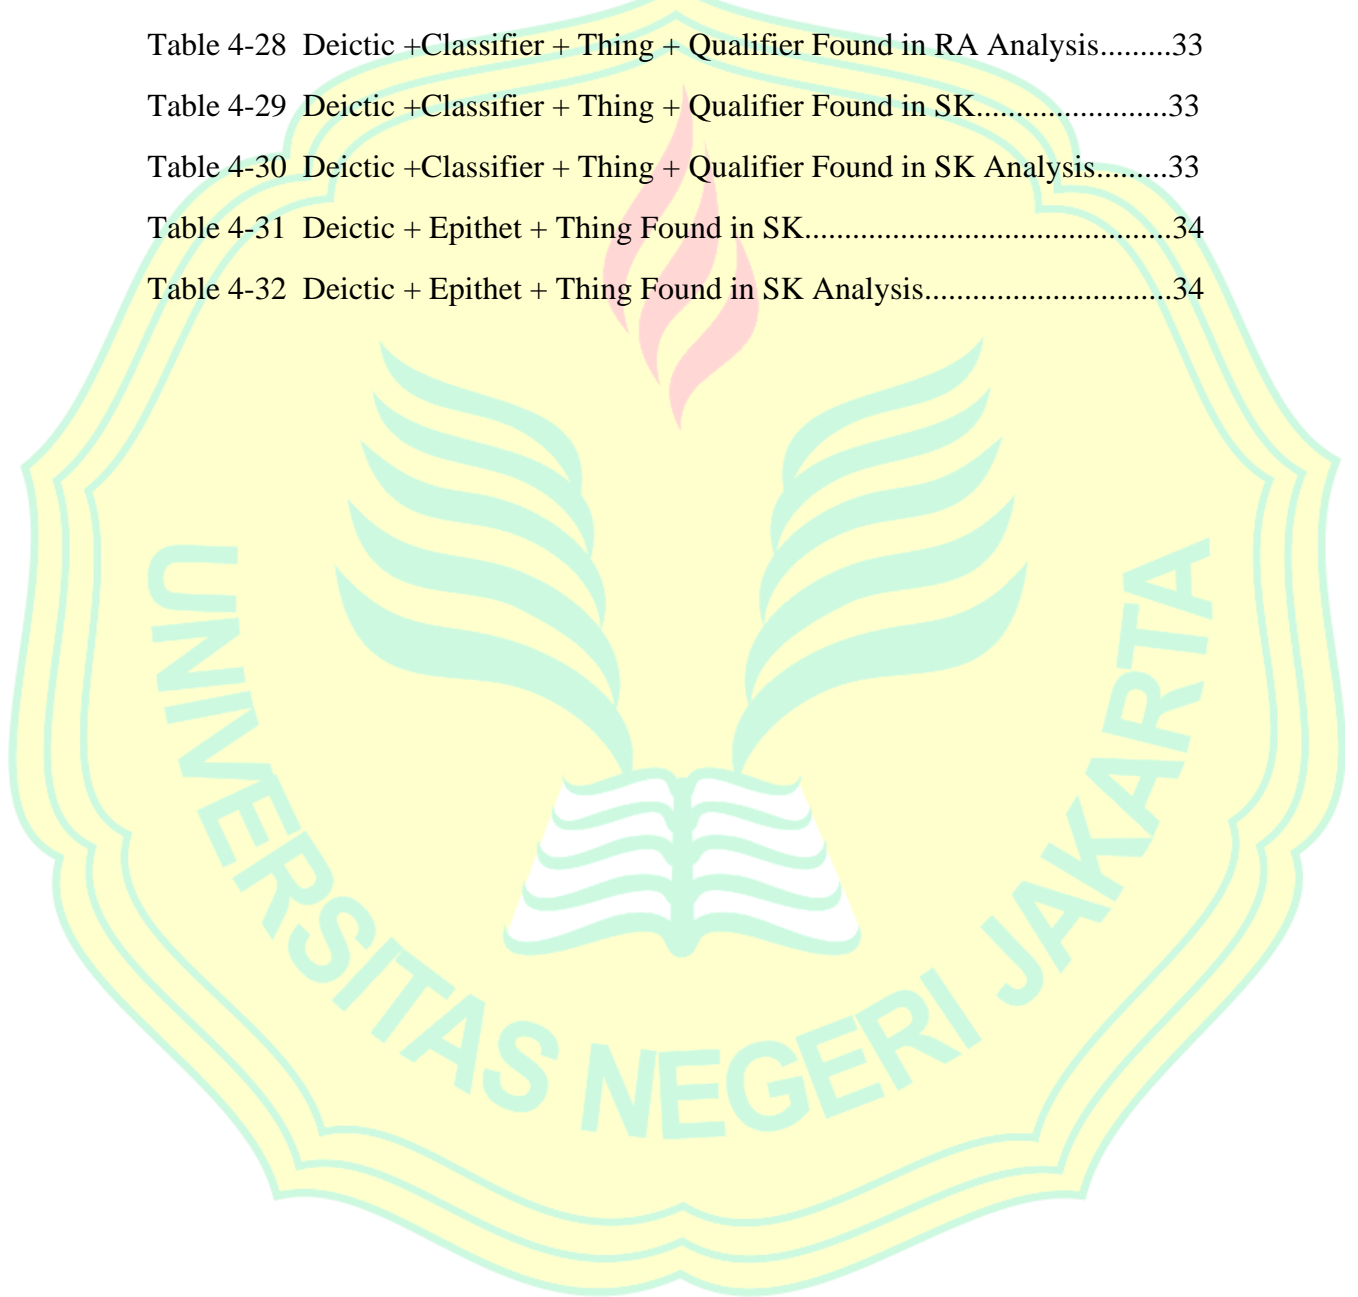 Table 4-28  Deictic +Classifier + Thing + Qualifier Found in RA Analysis.........33
Table 4-29  Deictic +Classifier + Thing + Qualifier Found in SK........................33
Table 4-30  Deictic +Classifier + Thing + Qualifier Found in SK Analysis.........33
Table 4-31  Deictic + Epithet + Thing Found in SK..............................................34
Table 4-32  Deictic + Epithet + Thing Found in SK Analysis...............................34
UNIVERSITAS NEGERI JAKARTA